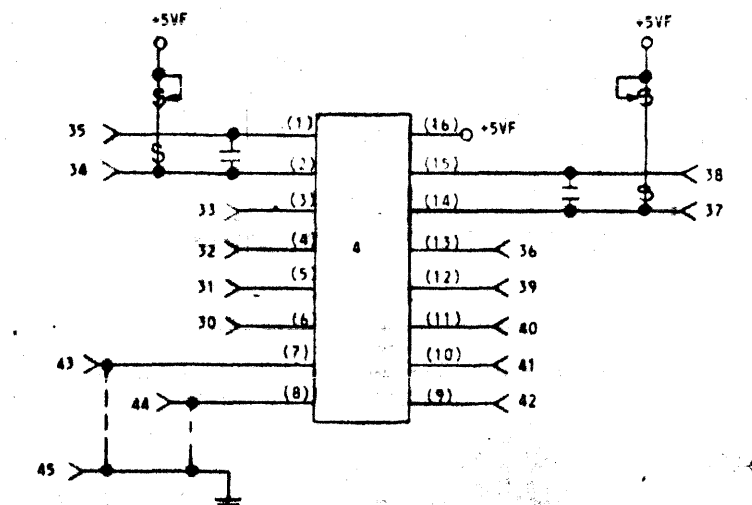 +5VF +5VF
35 (1) (16) +5VF
34 (2) (15) 38
33 (3) (14) 37
32 (4) 4 (13) 36
31 (5) (12) 39
30 (6) (11) 40
43 (7) (10) 41
44 (8) (9) 42
45